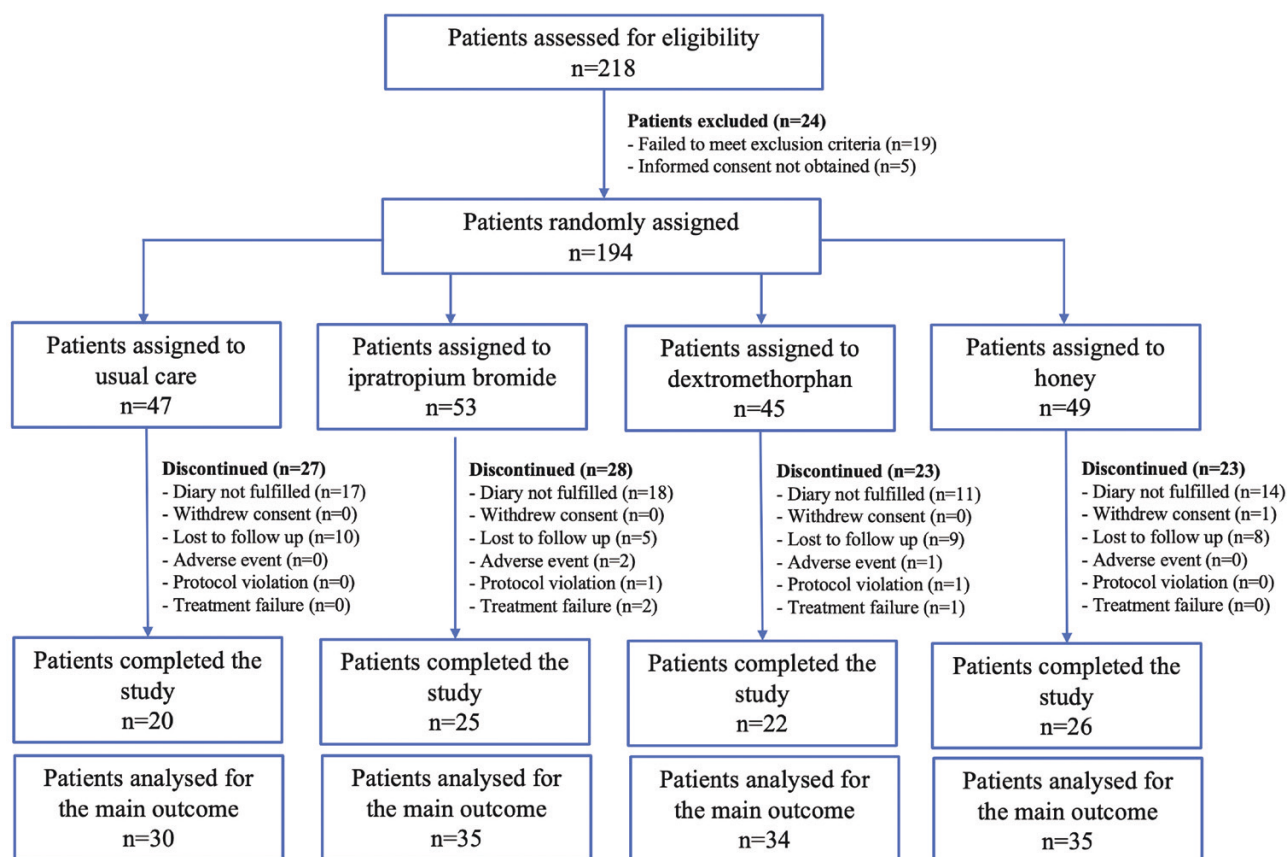 Patients assessed for eligibility
n=218
Patients excluded (n=24)
- Failed to meet exclusion criteria (n=19)
- Informed consent not obtained (n=5)
Patients randomly assigned
n=194
Patients assigned to
usual care
n=47
Patients assigned to
ipratropium bromide
n=53
Patients assigned to
dextromethorphan
n=45
Patients assigned to
honey
n=49
Discontinued (n=27)
- Diary not fulfilled (n=17)
- Withdrew consent (n=0)
- Lost to follow up (n=10)
- Adverse event (n=0)
- Protocol violation (n=0)
- Treatment failure (n=0)
Discontinued (n=28)
- Diary not fulfilled (n=18)
- Withdrew consent (n=0)
- Lost to follow up (n=5)
- Adverse event (n=2)
- Protocol violation (n=1)
- Treatment failure (n=2)
Discontinued (n=23)
- Diary not fulfilled (n=11)
- Withdrew consent (n=0)
- Lost to follow up (n=9)
- Adverse event (n=1)
- Protocol violation (n=1)
- Treatment failure (n=1)
Discontinued (n=23)
- Diary not fulfilled (n=14)
- Withdrew consent (n=1)
- Lost to follow up (n=8)
- Adverse event (n=0)
- Protocol violation (n=0)
- Treatment failure (n=0)
Patients completed the
study
n=20
Patients completed the
study
n=25
Patients completed the
study
n=22
Patients completed the
study
n=26
Patients analysed for
the main outcome
n=30
Patients analysed for
the main outcome
n=35
Patients analysed for
the main outcome
n=34
Patients analysed for
the main outcome
n=35